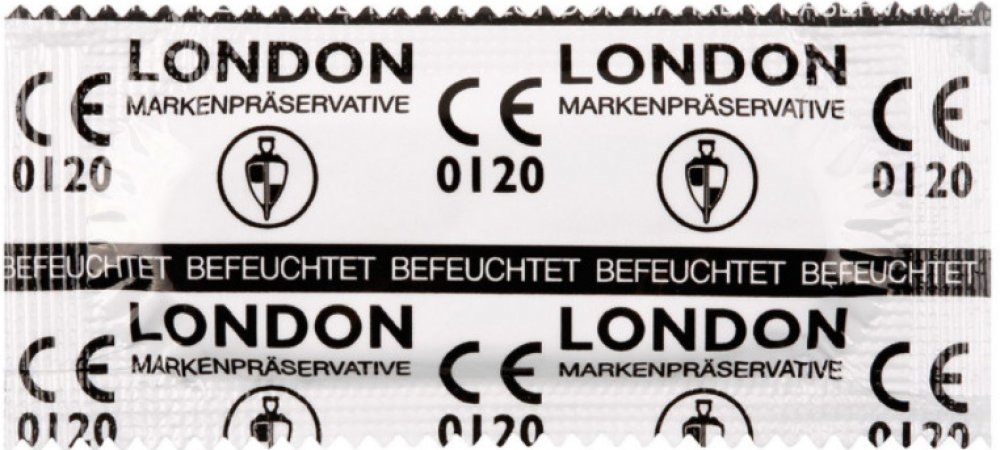 LONDON LONDON
MARKENPRÄSERVATIVE CE MARKENPRÄSERVATIVE CE
CE 0120 0120 0120
BEFEUCHTET BEFEUCHTET BEFEUCHTET BEFEUCHTET BEFEUCHTET
LONDON LONDON
CE MARKENPRÄSERVATIVE CE MARKENPRÄSERVATIVE CE
0120 0120 0120